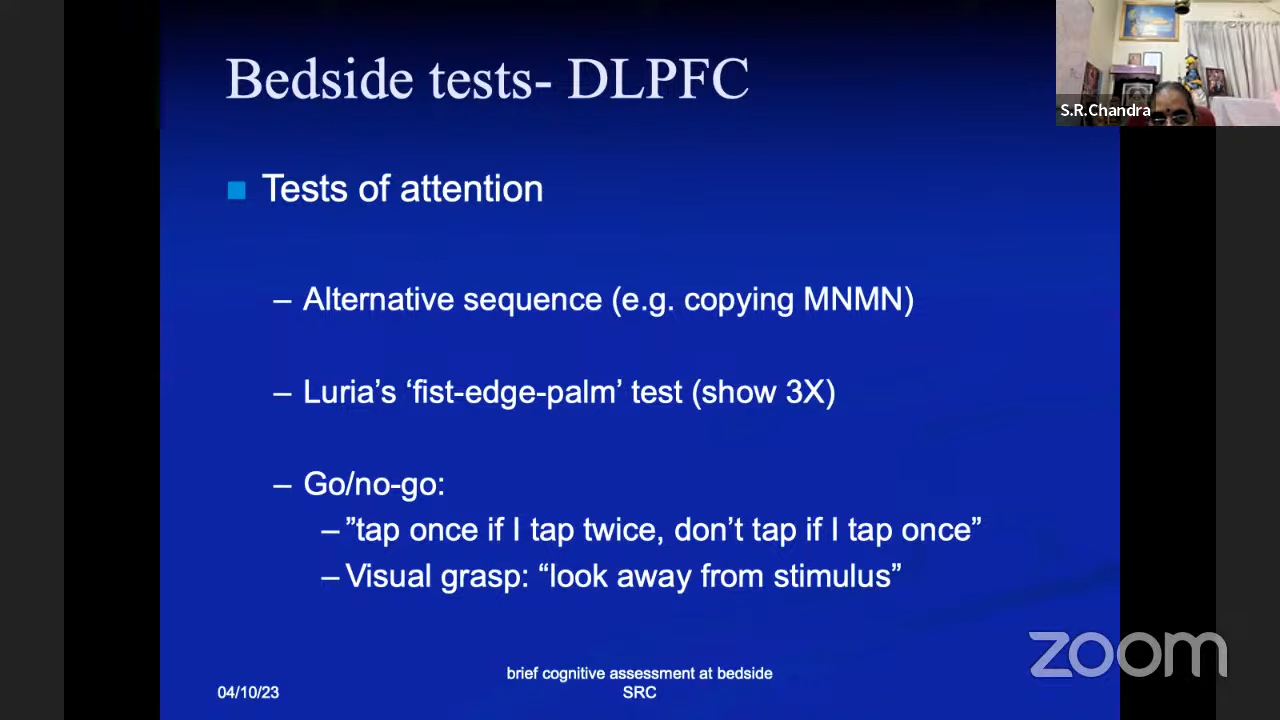 Bedside tests- DLPFC
S.R.Chandra
Tests of attention
– Alternative sequence (e.g. copying MNMN)
– Luria’s ‘fist-edge-palm’ test (show 3X)
– Go/no-go:
– ”tap once if I tap twice, don’t tap if I tap once”
– Visual grasp: “look away from stimulus”
zoom
04/10/23
brief cognitive assessment at bedside
SRC